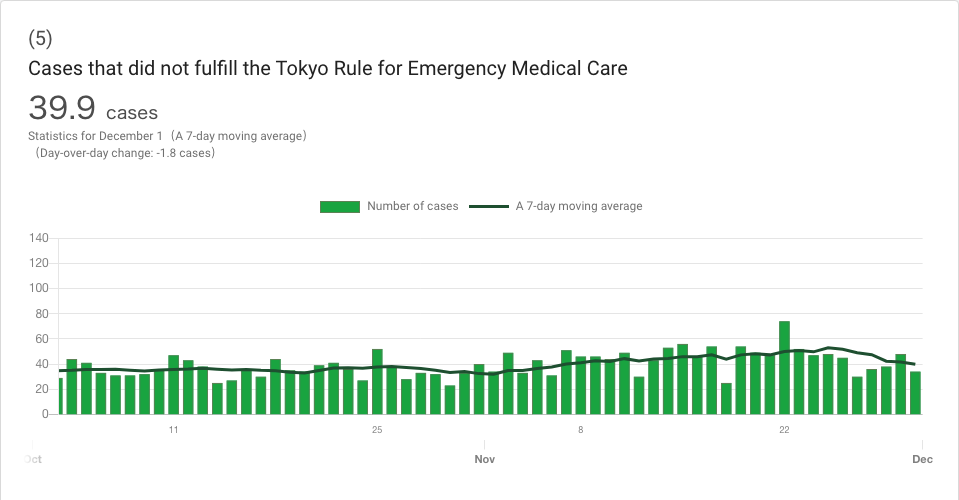 (5)
Cases that did not fulfill the Tokyo Rule for Emergency Medical Care
39.9 cases
Statistics for December 1（A 7-day moving average）
（Day-over-day change: -1.8 cases）
Number of cases A 7-day moving average
140
120
100
80
60
40
20
0
11 25 8 22
Oct Nov Dec